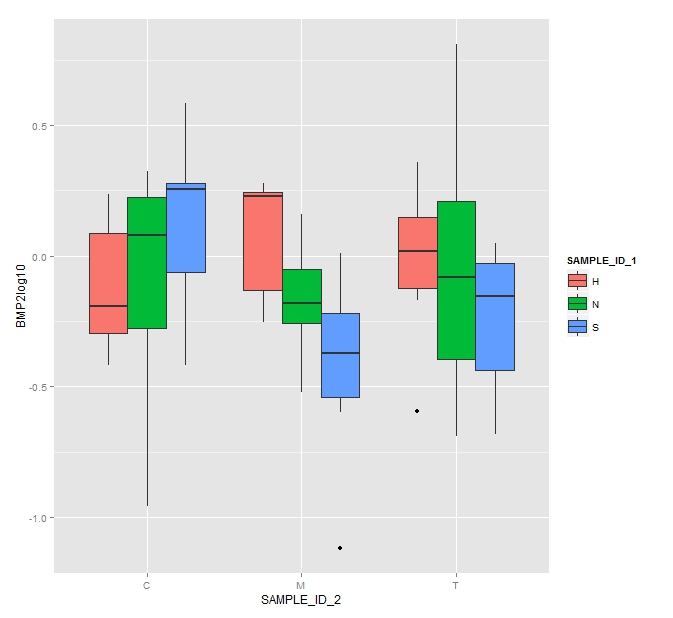 BMP2log10
0.5
0.0
-0.5
-1.0
C M T
SAMPLE_ID_2
SAMPLE_ID_1
H
N
S